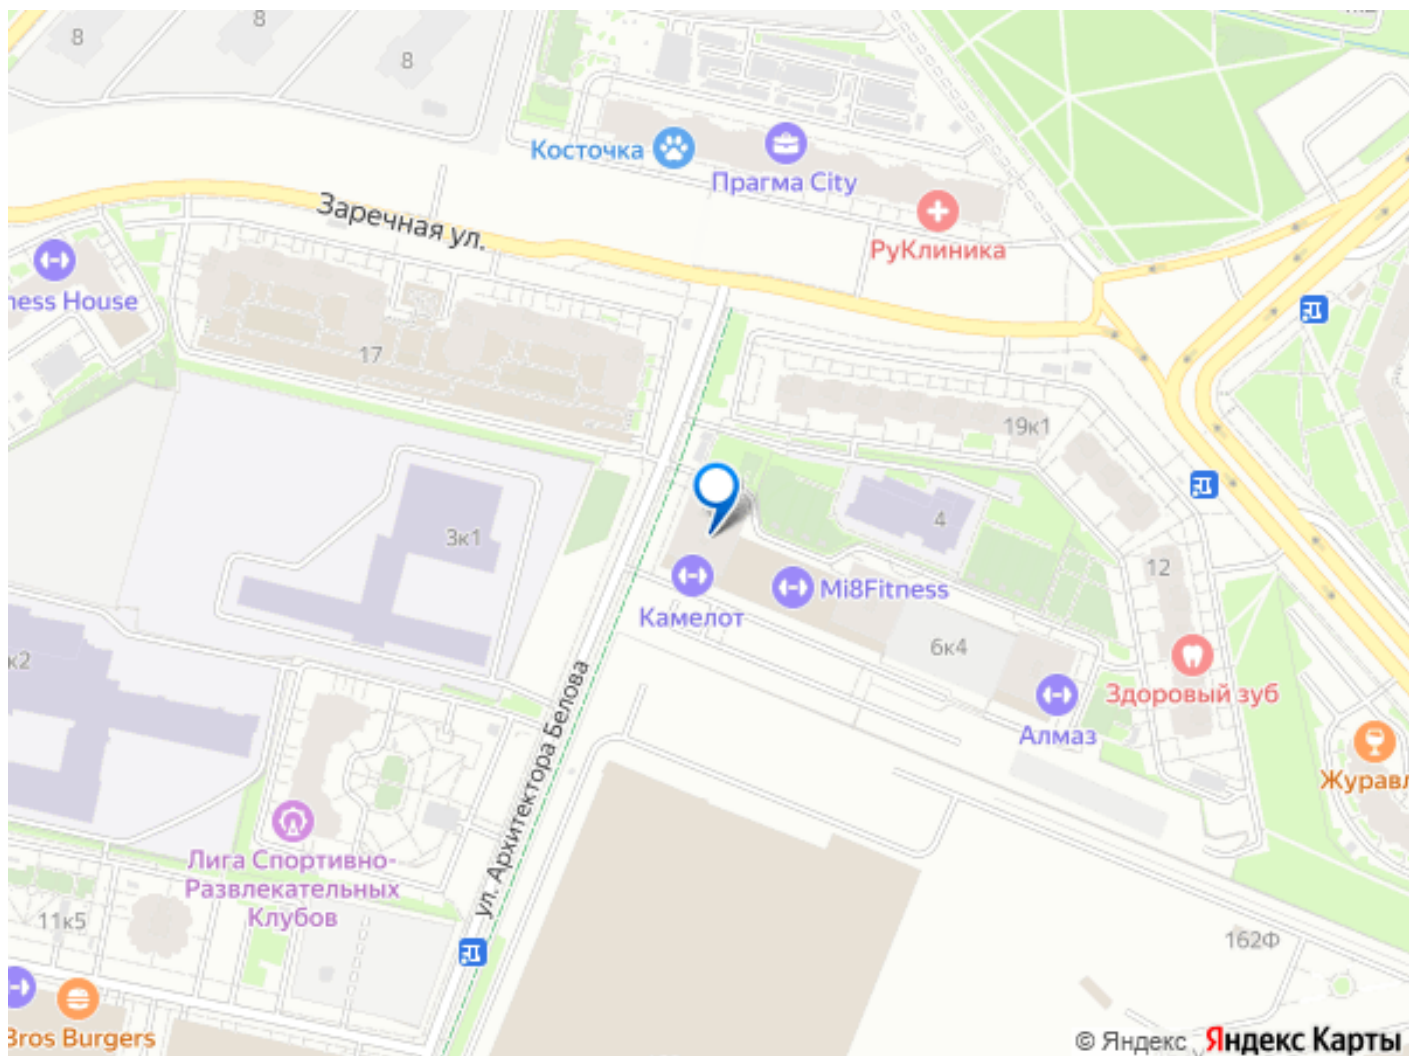 8
8
8
Косточка
Прагма City
РуКлиника
Заречная ул.
ness House
17
19к1
3к1
4
12
Камелот
Mi8Fitness
6к4
Здоровый зуб
Алмаз
к2
ул. Архитектора Белова
Журавл
Лига Спортивно-
Развлекательных
Клубов
11к5
162Ф
Bros Burgers
© Яндекс Яндекс Карты